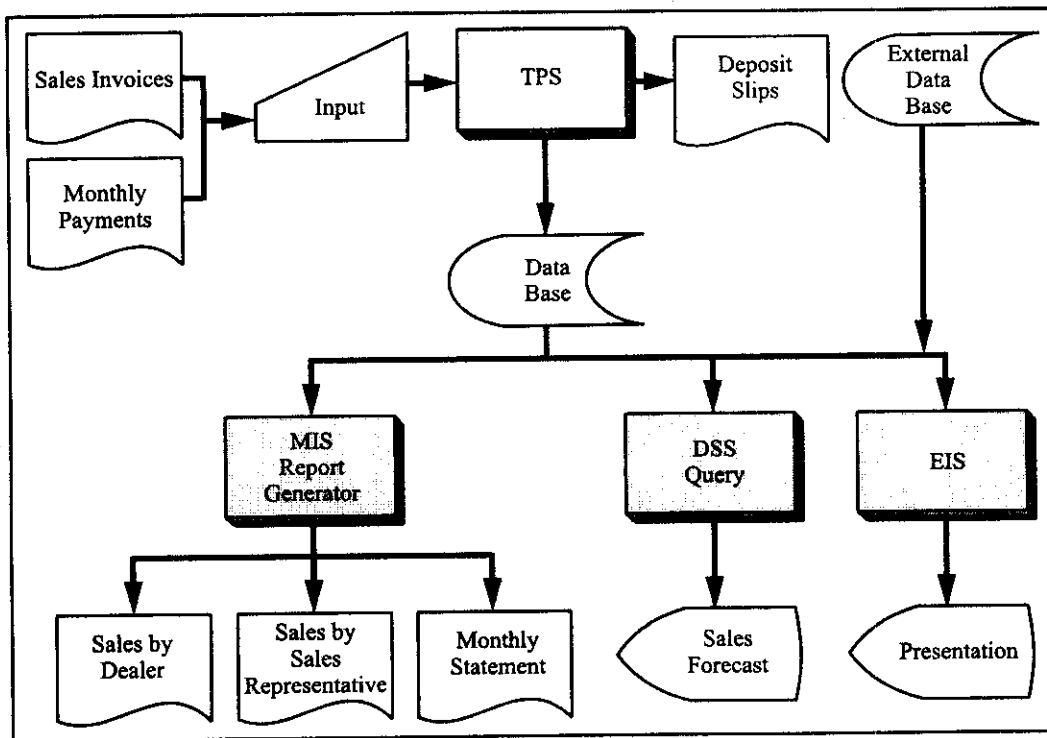 Sales Invoices
Input
TPS
Deposit
Slips
External
Data
Base
Monthly
Payments
Data
Base
MIS
Report
Generator
DSS
Query
EIS
Sales by
Dealer
Sales by
Sales
Representative
Monthly
Statement
Sales
Forecast
Presentation